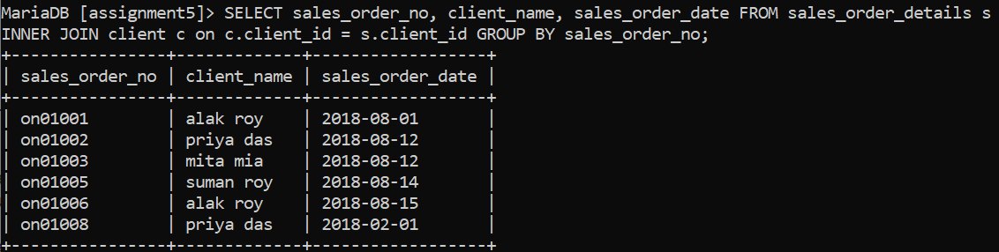 MariaDB [assignment5]> SELECT sales_order_no, client_name, sales_order_date FROM sales_order_details s
INNER JOIN client c on c.client_id = s.client_id GROUP BY sales_order_no;
+----------------+-------------+------------------+
| sales_order_no | client_name | sales_order_date |
+----------------+-------------+------------------+
| on01001        | alak roy    | 2018-08-01       |
| on01002        | priya das   | 2018-08-12       |
| on01003        | mita mia    | 2018-08-12       |
| on01005        | suman roy   | 2018-08-14       |
| on01006        | alak roy    | 2018-08-15       |
| on01008        | priya das   | 2018-02-01       |
+----------------+-------------+------------------+